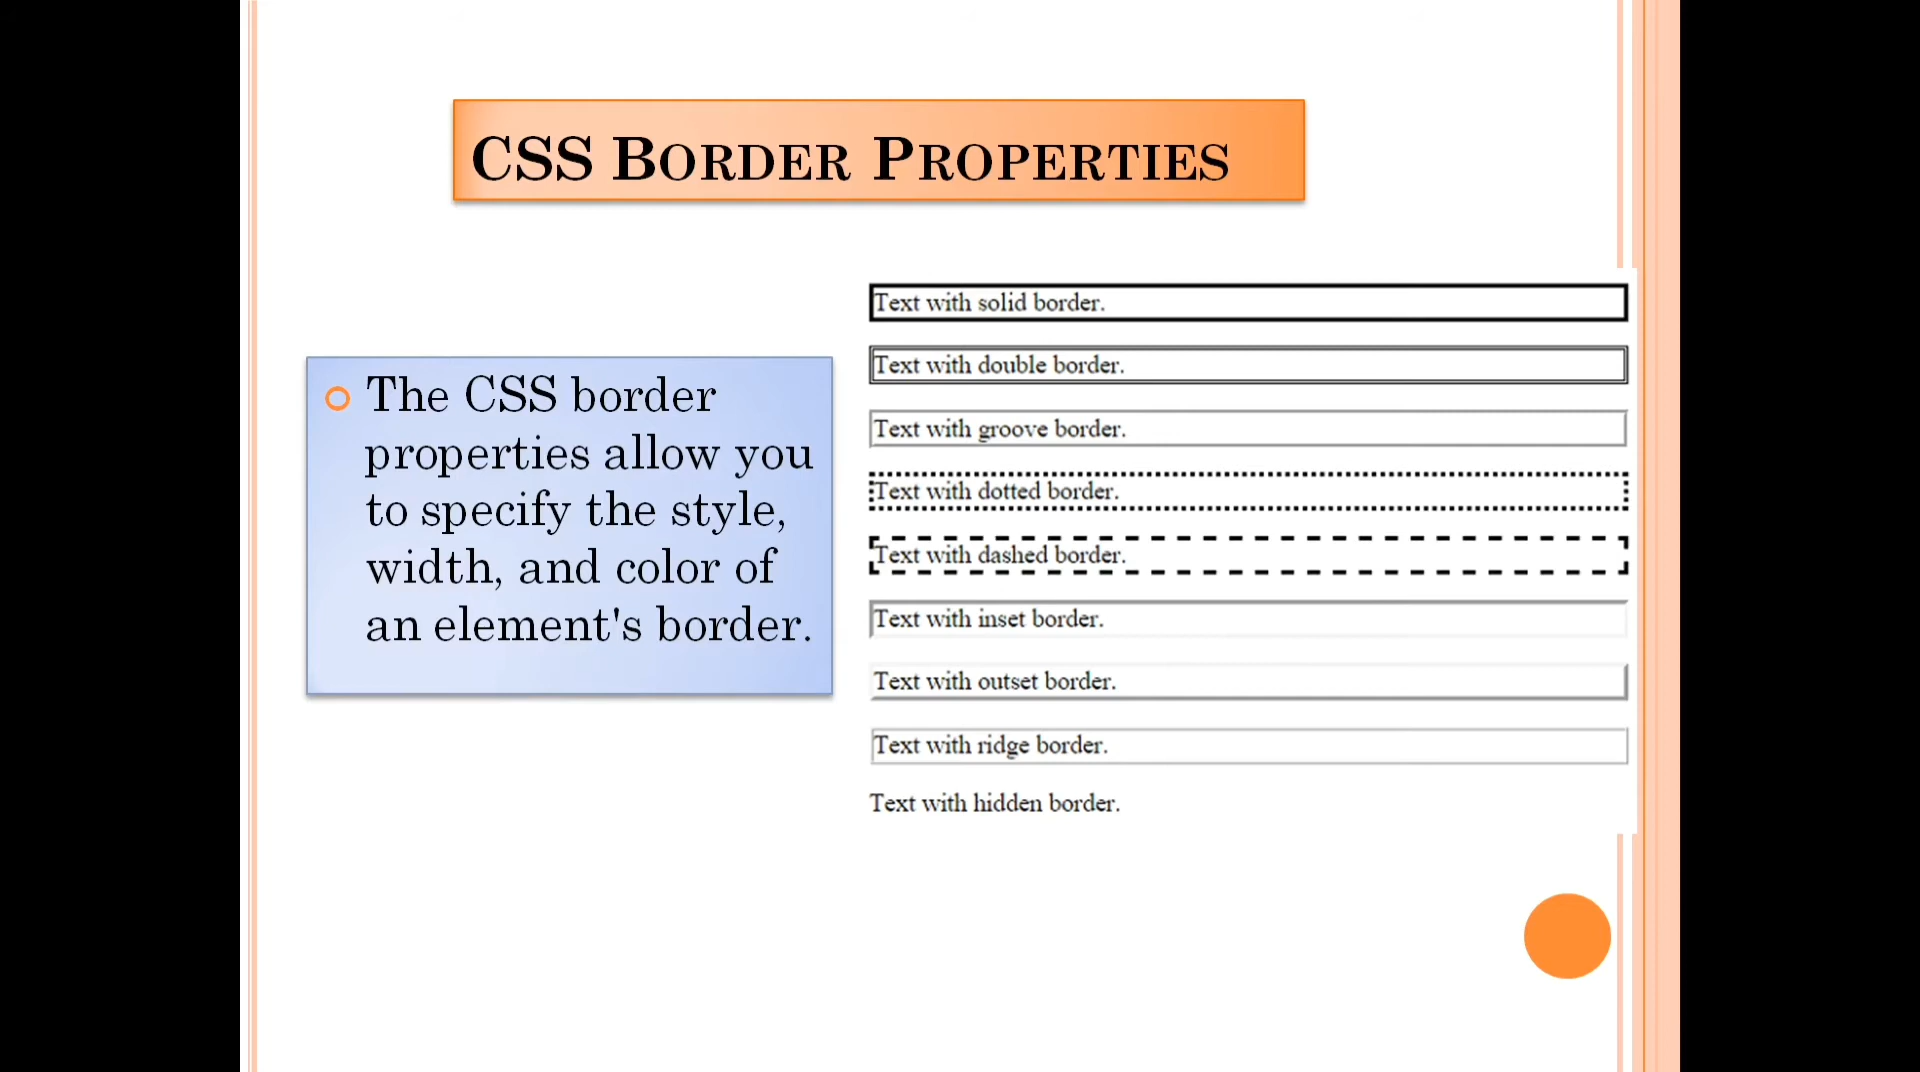 CSS BORDER PROPERTIES
The CSS border
properties allow you
to specify the style,
width, and color of
an element's border.
Text with solid border.
Text with double border.
Text with groove border.
Text with dotted border.
Text with dashed border.
Text with inset border.
Text with outset border.
Text with ridge border.
Text with hidden border.